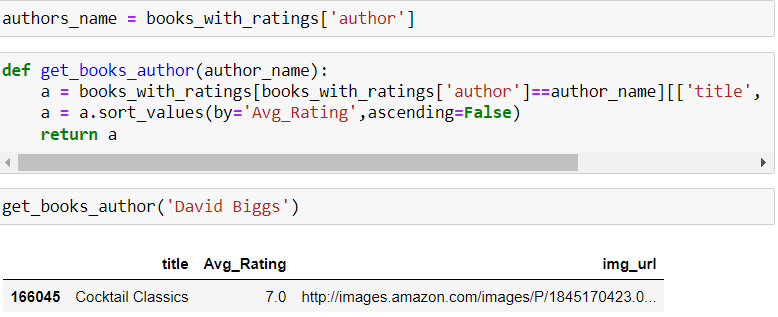 authors_name = books_with_ratings['author']
def get_books_author(author_name):
    a = books_with_ratings[books_with_ratings['author']==author_name][['title',
    a = a.sort_values(by='Avg_Rating',ascending=False)
    return a
get_books_author('David Biggs')
title Avg_Rating img_url
166045 Cocktail Classics 7.0 http://images.amazon.com/images/P/1845170423.0...